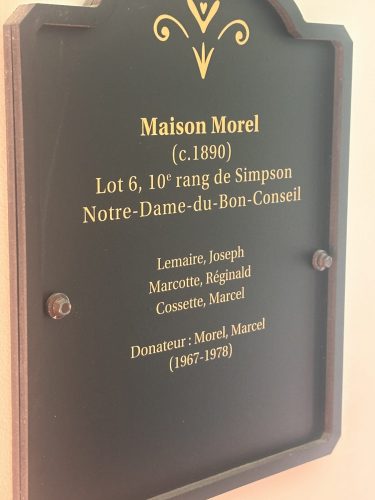 Maison Morel
(c.1890)
Lot 6, 10e rang de Simpson
Notre-Dame-du-Bon-Conseil
Lemaire, Joseph
Marcotte, Réginald
Cossette, Marcel
Donateur : Morel, Marcel
(1967-1978)